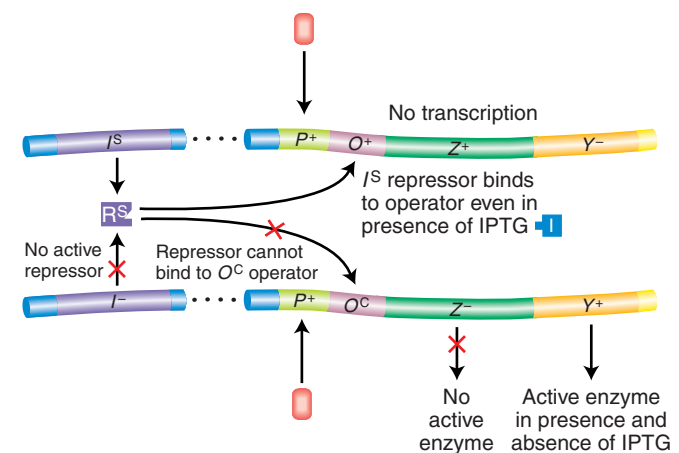 No transcription
I^S P⁺ O⁺ Z⁺ Y⁻
I^S repressor binds
to operator even in
presence of IPTG I
R^S
No active
repressor
Repressor cannot
bind to O^C operator
I⁻ P⁺ O^C Z⁻ Y⁺
No
active
enzyme
Active enzyme
in presence and
absence of IPTG